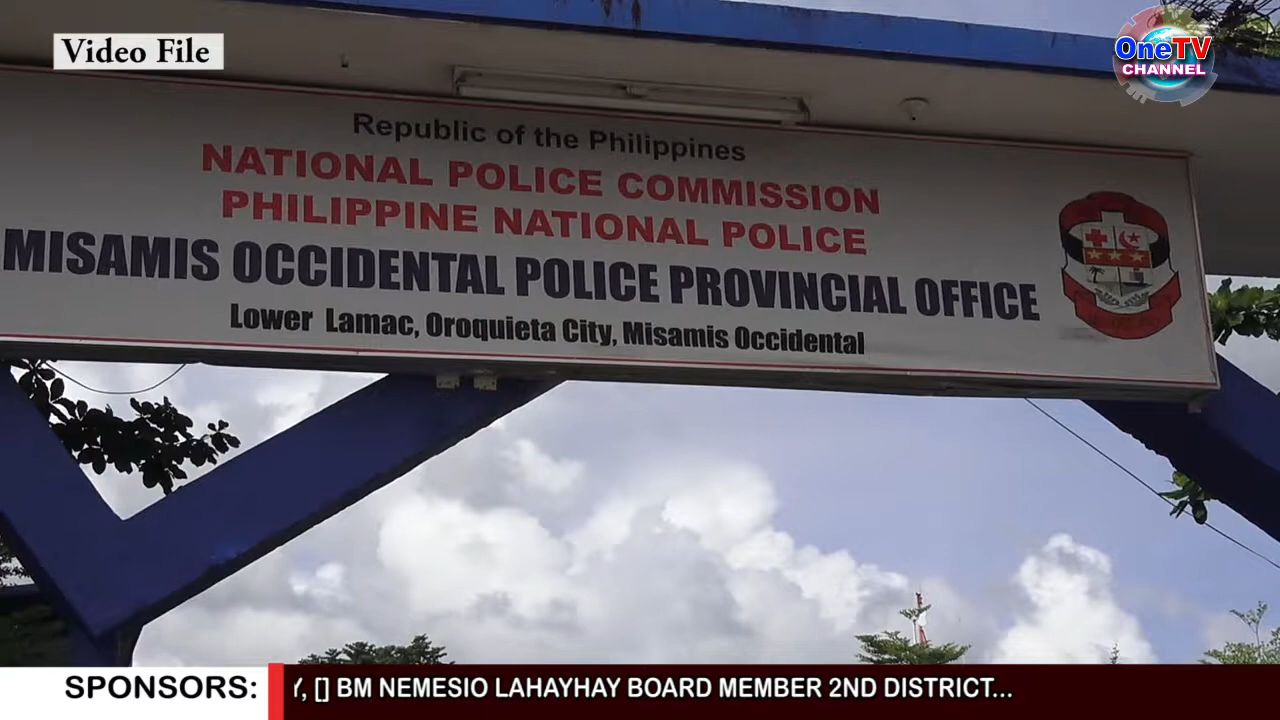 Video File
OneTV
CHANNEL
Republic of the Philippines
NATIONAL POLICE COMMISSION
PHILIPPINE NATIONAL POLICE
MISAMIS OCCIDENTAL POLICE PROVINCIAL OFFICE
Lower Lamac, Oroquieta City, Misamis Occidental
SPONSORS:
, [] BM NEMESIO LAHAYHAY BOARD MEMBER 2ND DISTRICT...